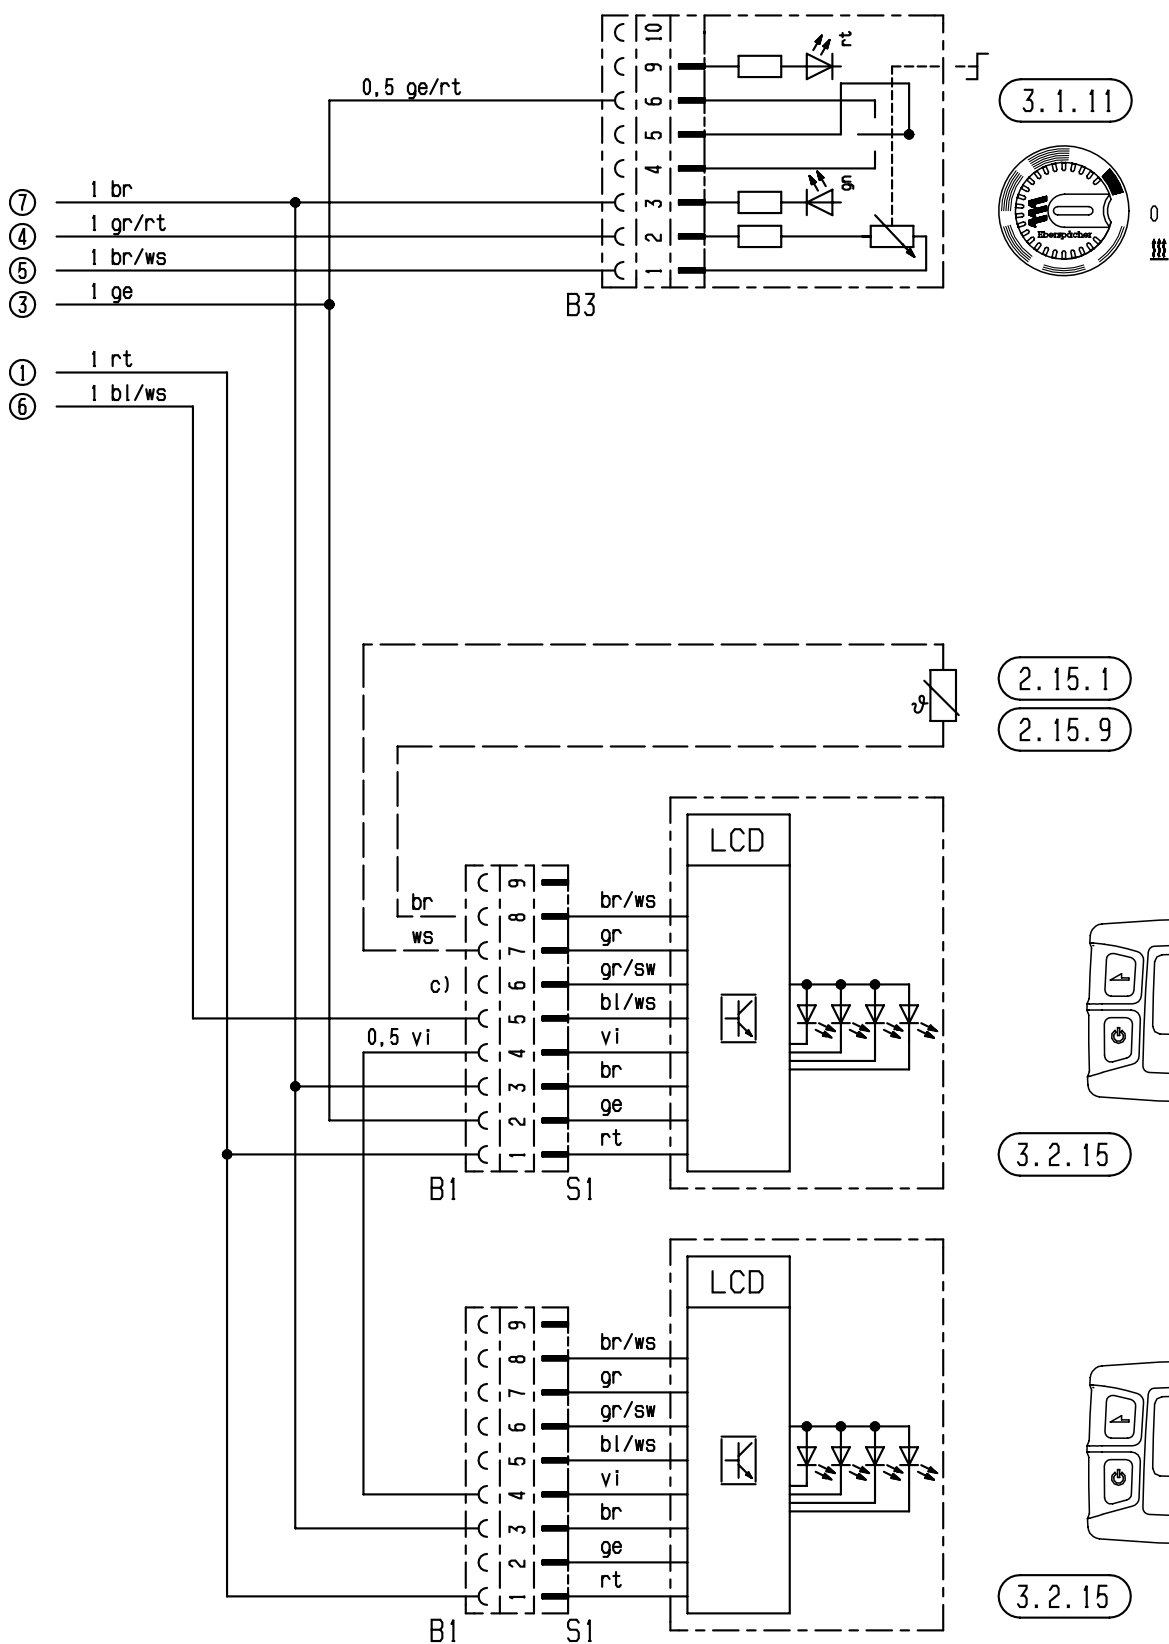 10
rt
9
0,5 ge/rt
6
3.1.11
5
4
gn
7
1 br
3
4
1 gr/rt
2
Eberspächer
0
5
1 br/ws
1
3
1 ge
B3
1
1 rt
6
1 bl/ws
2.15.1
ϑ
2.15.9
LCD
9
br
8
br/ws
ws
7
gr
c)
6
gr/sw
5
bl/ws
0,5 vi
4
vi
3
br
2
ge
1
rt
3.2.15
B1
S1
LCD
9
8
br/ws
7
gr
6
gr/sw
5
bl/ws
4
vi
3
br
2
ge
1
rt
3.2.15
B1
S1